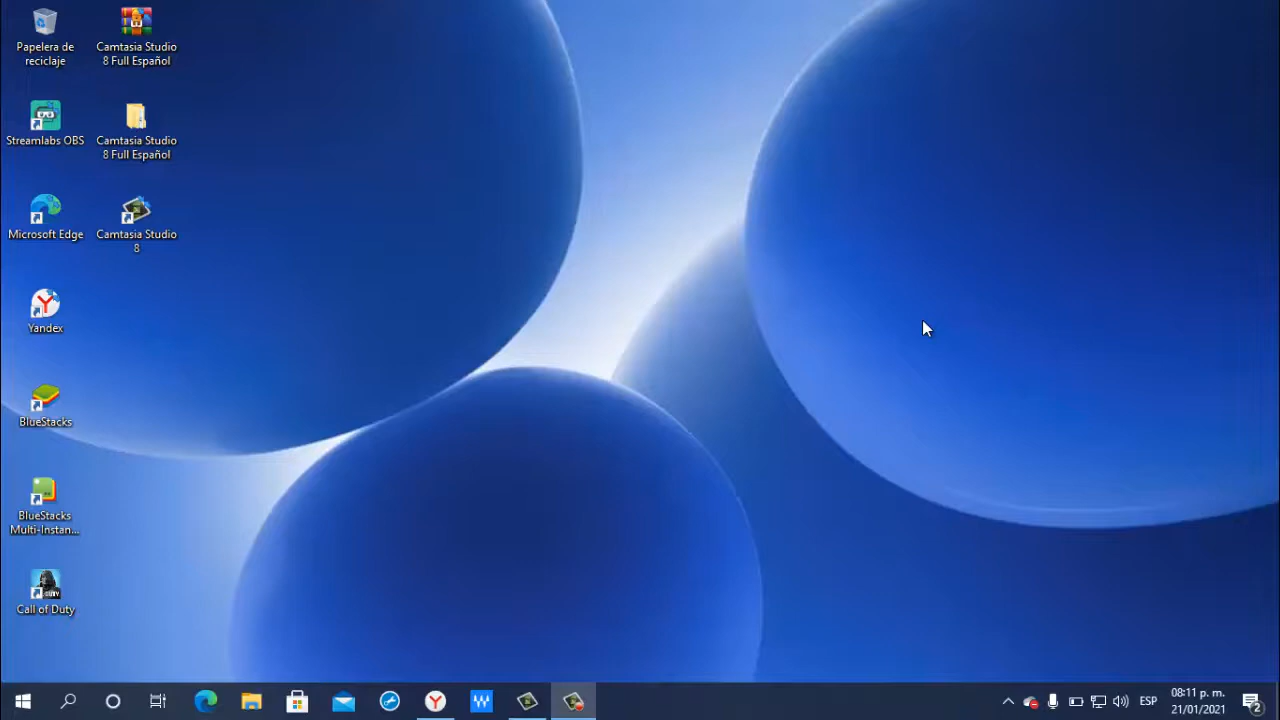 Papelera de
reciclaje
Camtasia Studio
8 Full Español
Streamlabs OBS
Camtasia Studio
8 Full Español
Microsoft Edge
Camtasia Studio
8
Yandex
BlueStacks
BlueStacks
Multi-Instan...
Call of Duty
ESP
08:11 p. m.
21/01/2021
2